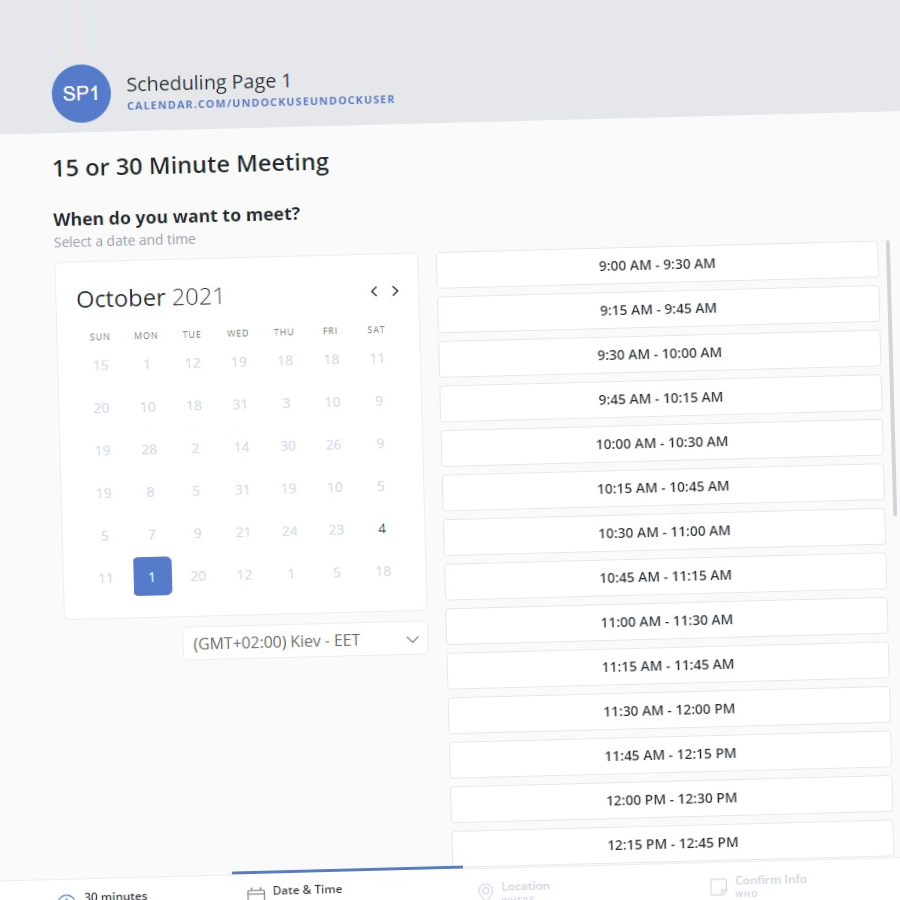 SP1
Scheduling Page 1
CALENDAR.COM/UNDOCKUSEUNDOCKUSER
15 or 30 Minute Meeting
When do you want to meet?
Select a date and time
October 2021
SUN MON TUE WED THU FRI SAT
15 1 12 19 18 18 11
20 10 18 31 3 10 9
19 28 2 14 30 26 9
19 8 5 31 19 10 5
5 7 9 21 24 23 4
11 1 20 12 1 5 18
(GMT+02:00) Kiev - EET
9:00 AM - 9:30 AM
9:15 AM - 9:45 AM
9:30 AM - 10:00 AM
9:45 AM - 10:15 AM
10:00 AM - 10:30 AM
10:15 AM - 10:45 AM
10:30 AM - 11:00 AM
10:45 AM - 11:15 AM
11:00 AM - 11:30 AM
11:15 AM - 11:45 AM
11:30 AM - 12:00 PM
11:45 AM - 12:15 PM
12:00 PM - 12:30 PM
12:15 PM - 12:45 PM
30 minutes
Date & Time
Location
WHERE
Confirm Info
WHO